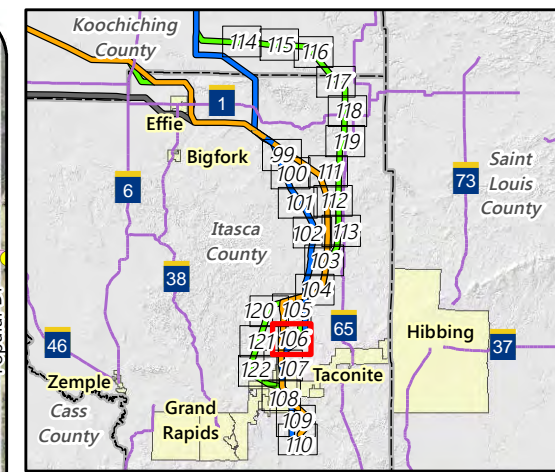 Koochiching
County
114
115
116
117
1
118
Effie
119
Bigfork
99
100
111
6
101
112
73
Saint
Louis
County
Itasca
County
102
113
38
103
104
120
105
121
106
65
Hibbing
37
46
122
107
Zemple
Taconite
Cass
County
Grand
Rapids
108
109
110